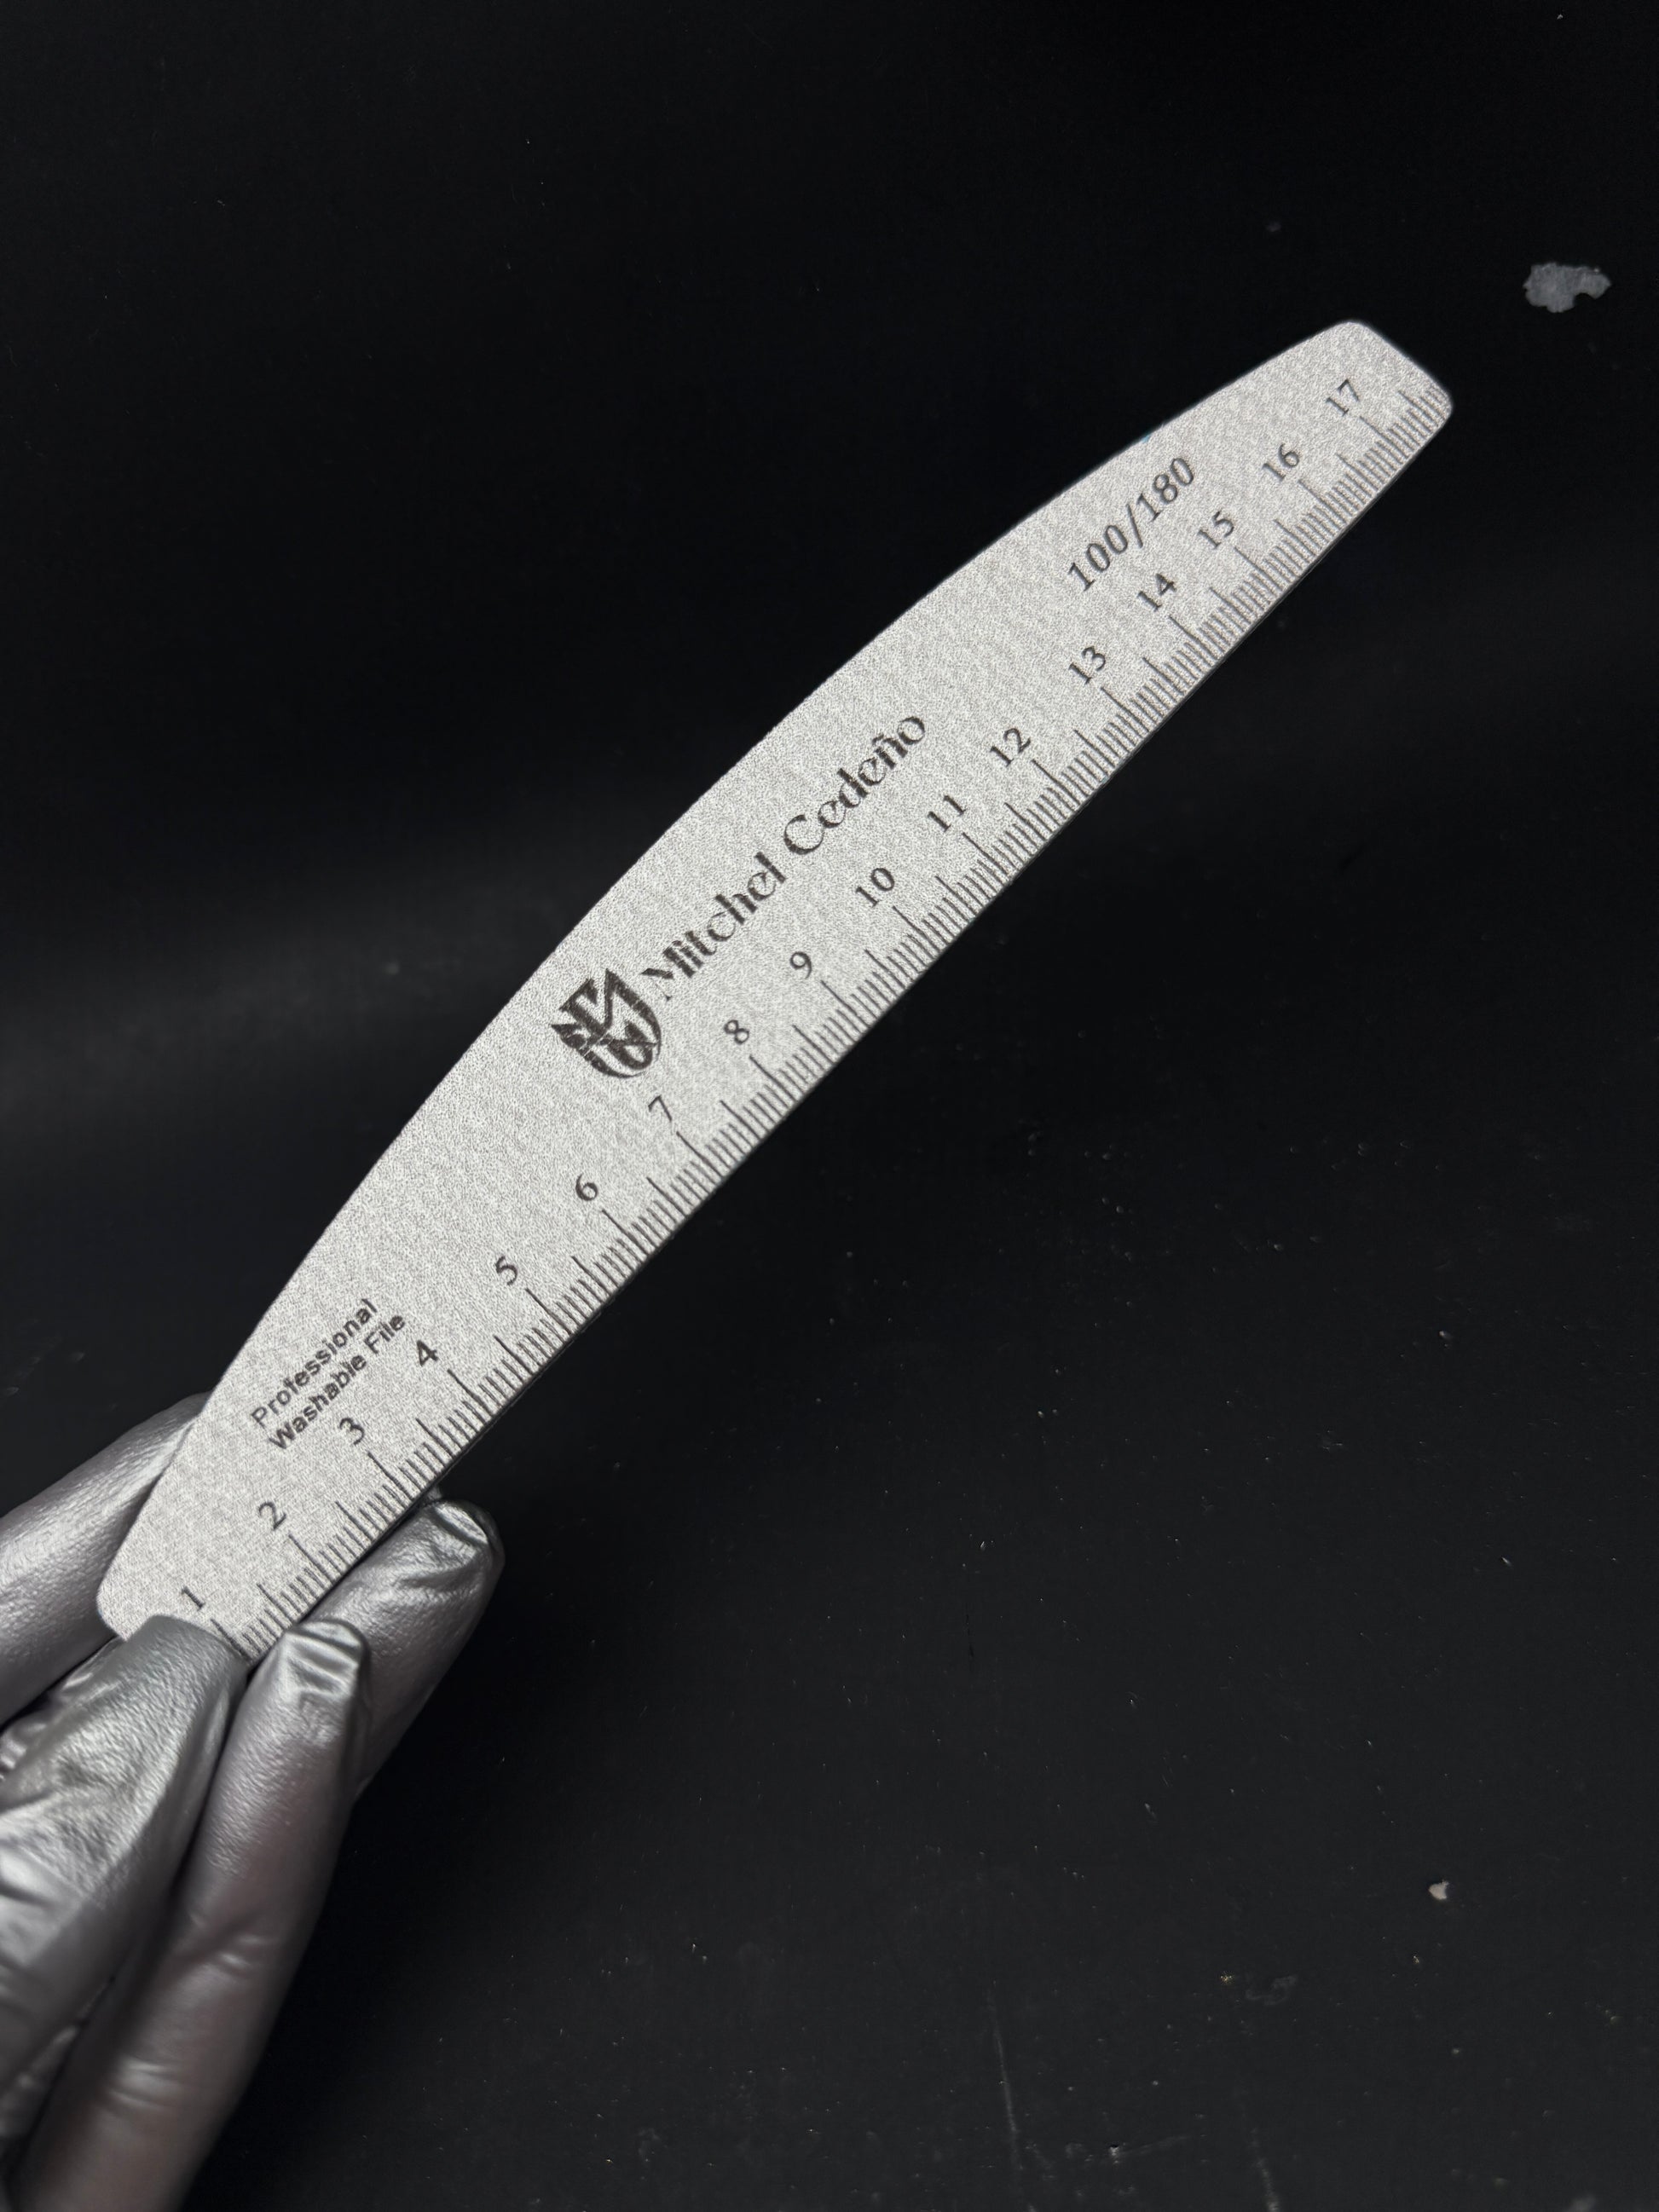 Professional
Washable File
Mitchel Cedeño
100/180
1 2 3 4 5 6 7 8 9 10 11 12 13 14 15 16 17